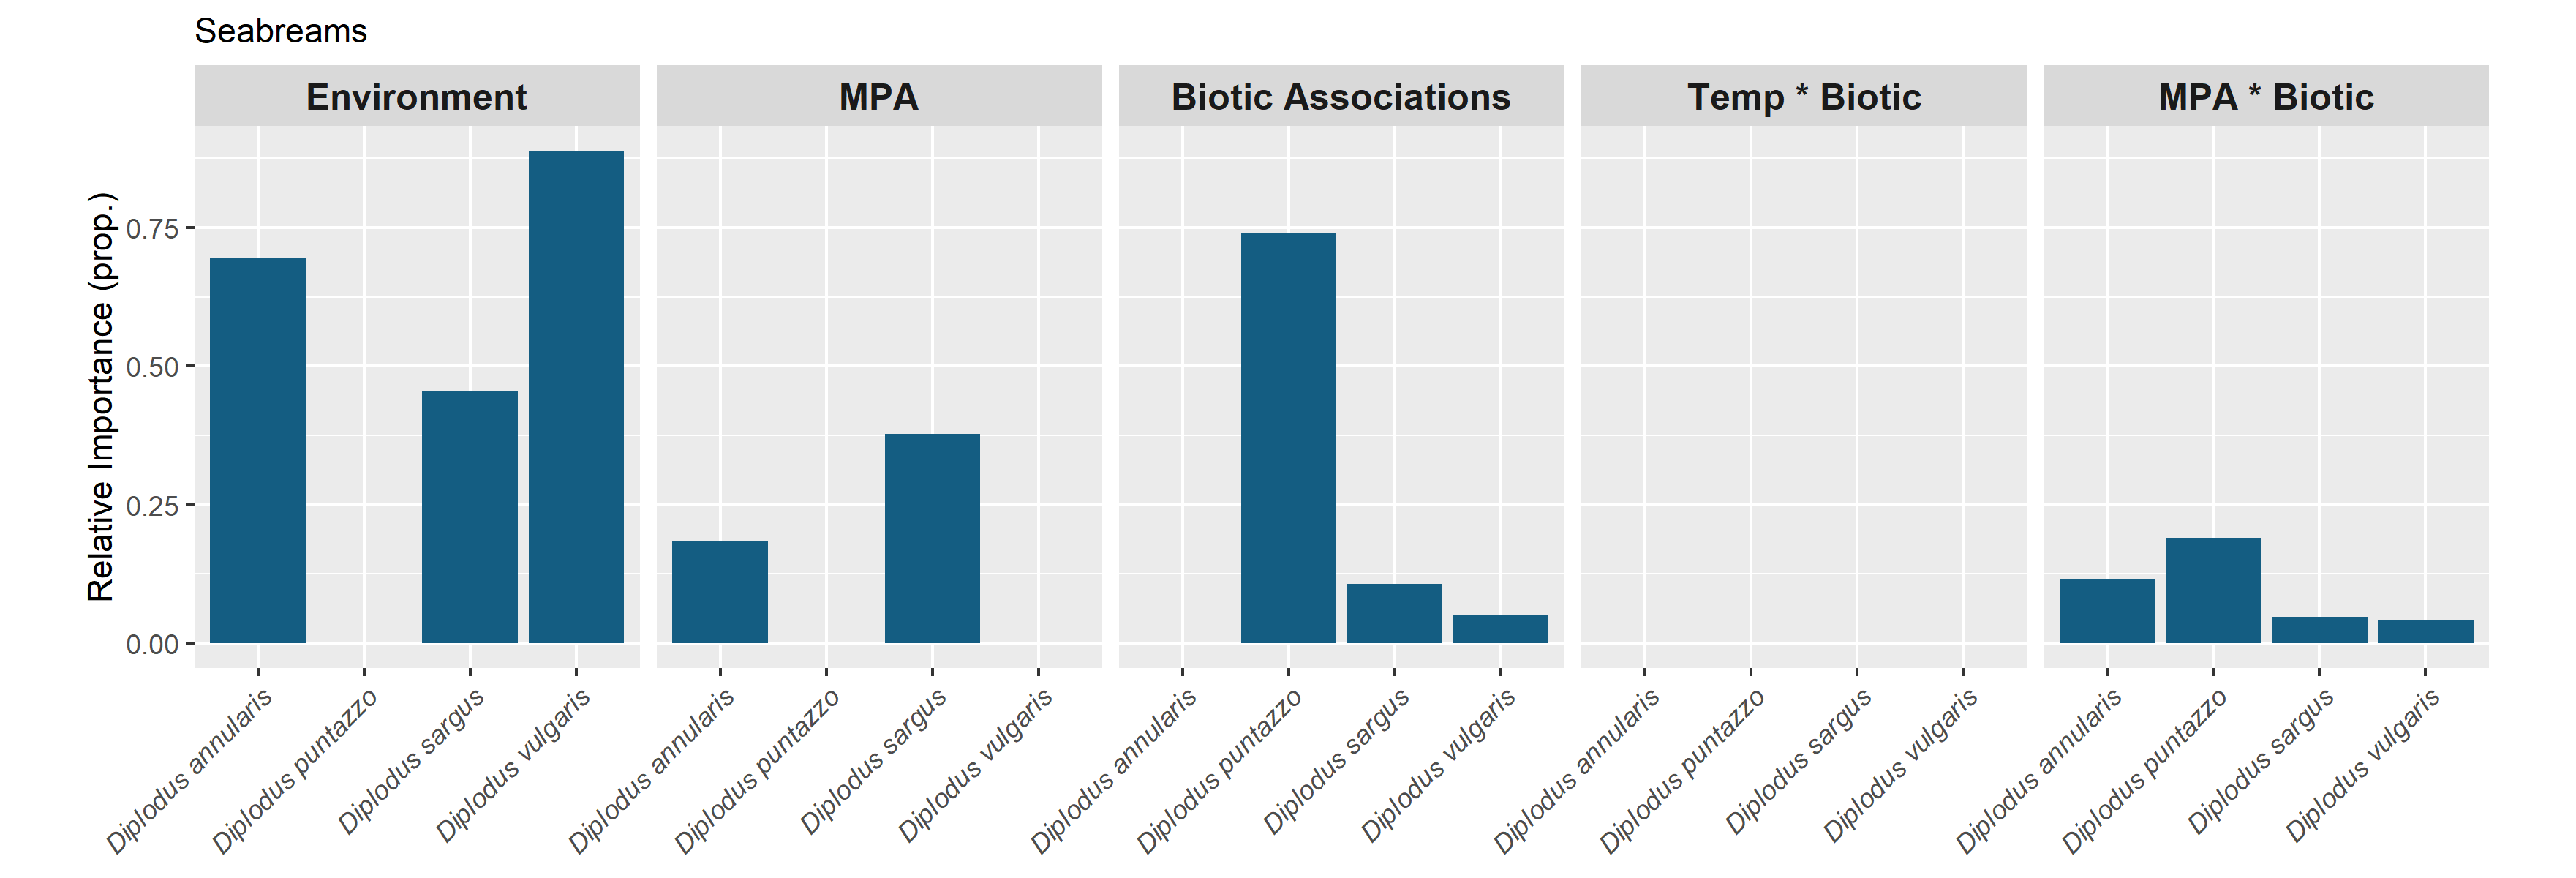 Seabreams
Environment
MPA
Biotic Associations
Temp * Biotic
MPA * Biotic
Relative Importance (prop.)
0.75
0.50
0.25
0.00
Diplodus annularis
Diplodus puntazzo
Diplodus sargus
Diplodus vulgaris
Diplodus annularis
Diplodus puntazzo
Diplodus sargus
Diplodus vulgaris
Diplodus annularis
Diplodus puntazzo
Diplodus sargus
Diplodus vulgaris
Diplodus annularis
Diplodus puntazzo
Diplodus sargus
Diplodus vulgaris
Diplodus annularis
Diplodus puntazzo
Diplodus sargus
Diplodus vulgaris